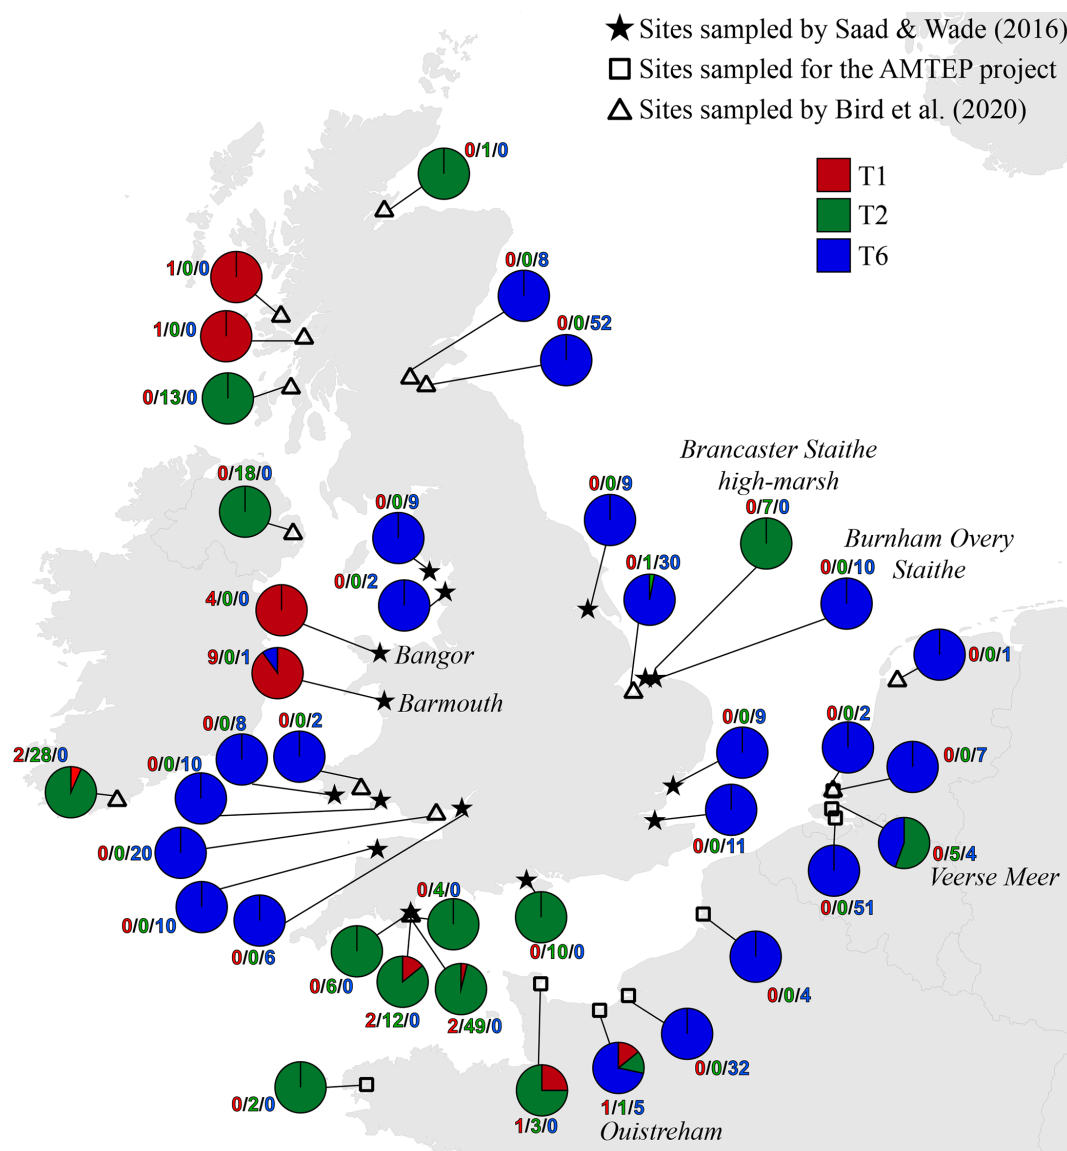 Sites sampled by Saad & Wade (2016)
Sites sampled for the AMTEP project
Sites sampled by Bird et al. (2020)
T1
T2
T6
0/1/0
1/0/0
0/0/8
1/0/0
0/0/52
0/13/0
Brancaster Staithe
high-marsh
0/7/0
0/18/0
0/0/9
0/0/9
Burnham Overy
Staithe
0/0/10
0/0/2
0/1/30
4/0/0
Bangor
9/0/1
Barmouth
0/0/1
0/0/8
0/0/2
0/0/9
0/0/2
2/28/0
0/0/10
0/0/7
0/0/20
0/0/11
0/5/4
Veerse Meer
0/0/51
0/0/10
0/0/6
0/4/0
0/10/0
0/6/0
2/12/0
2/49/0
0/0/4
0/0/32
0/2/0
1/3/0
1/1/5
Ouistreham